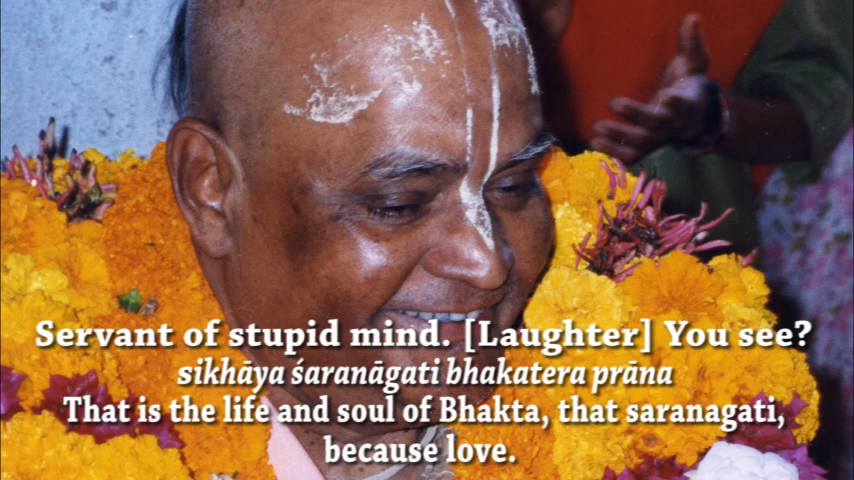 Servant of stupid mind. [Laughter] You see?
sikhāya śaranāgati bhakatera prāna
That is the life and soul of Bhakta, that saranagati,
because love.